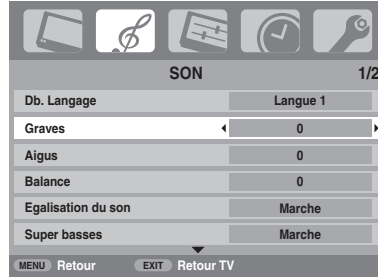 SON 1/2
Db. Langage Langue 1
Graves 0
Aigus 0
Balance 0
Egalisation du son Marche
Super basses Marche
MENU Retour EXIT Retour TV